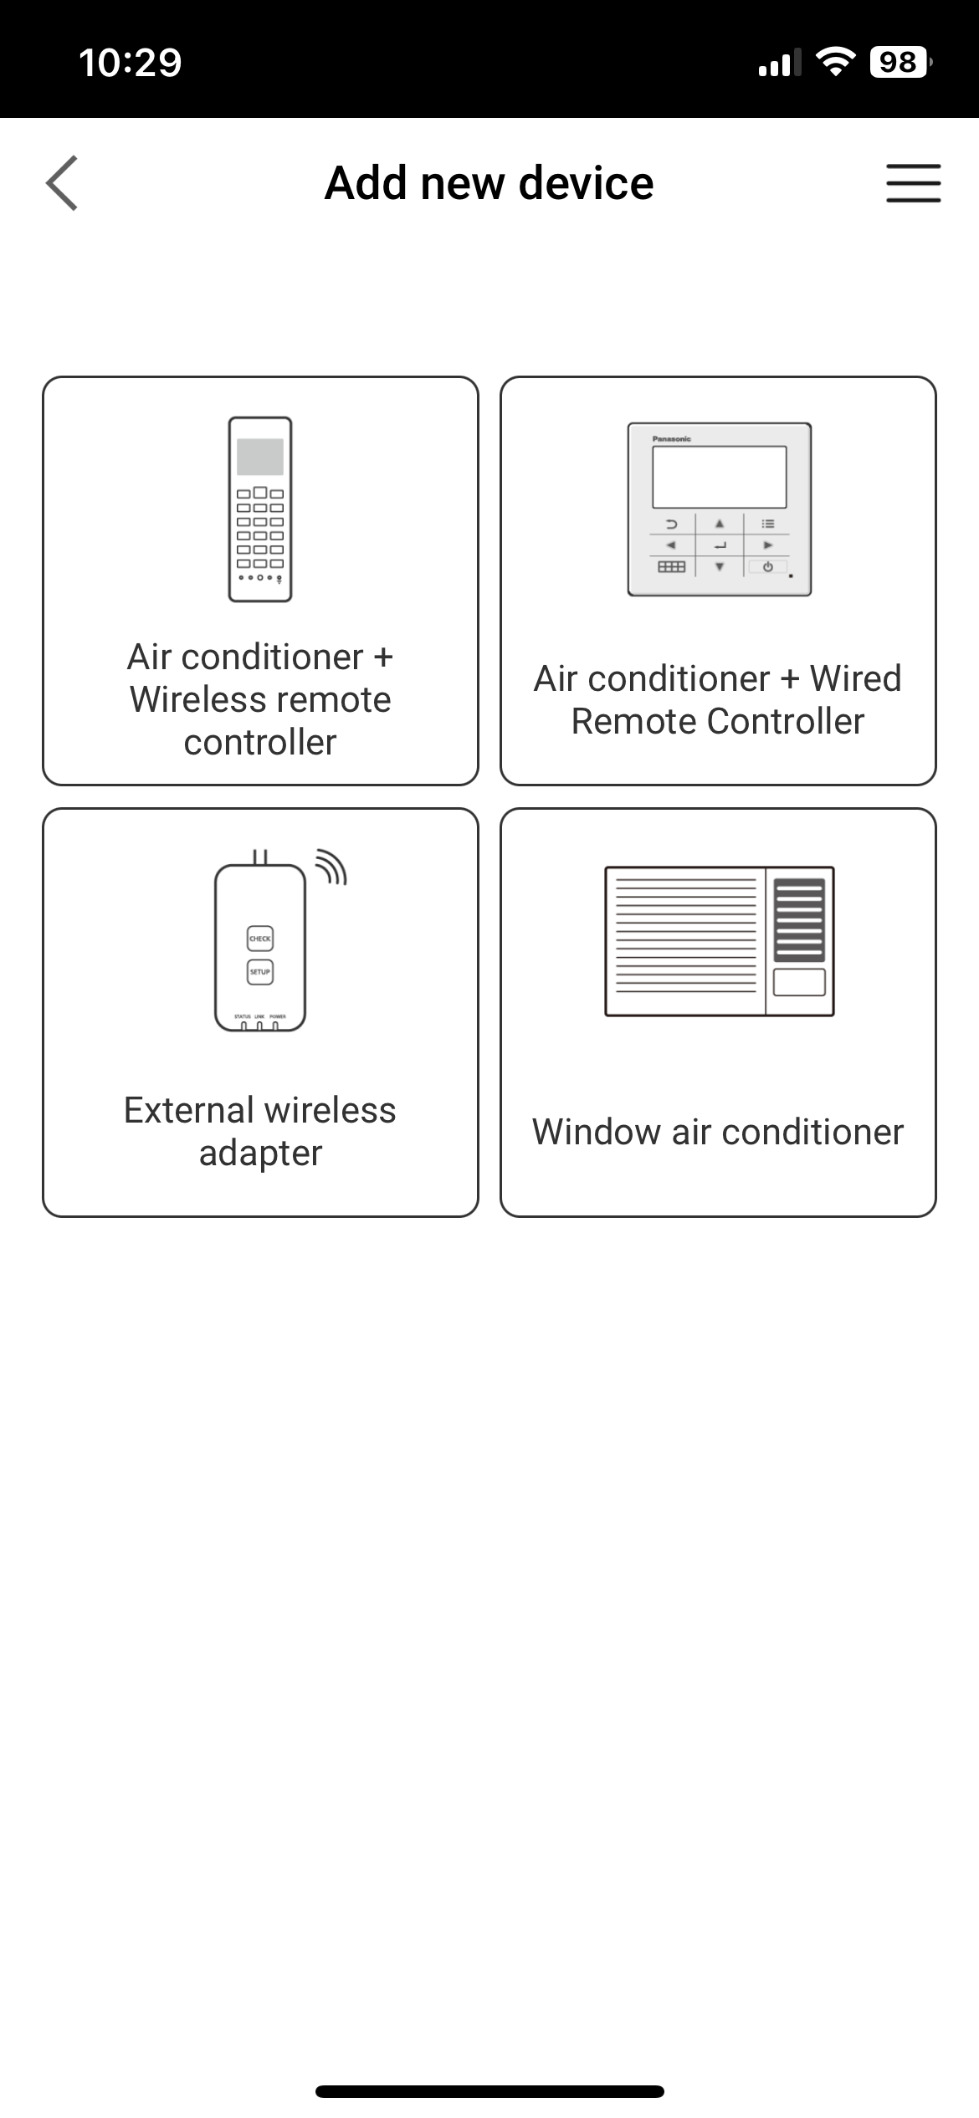 10:29
98
Add new device
Panasonic
Air conditioner +
Wireless remote
controller
Air conditioner + Wired
Remote Controller
CHECK
SETUP
STATUS LINK POWER
External wireless
adapter
Window air conditioner